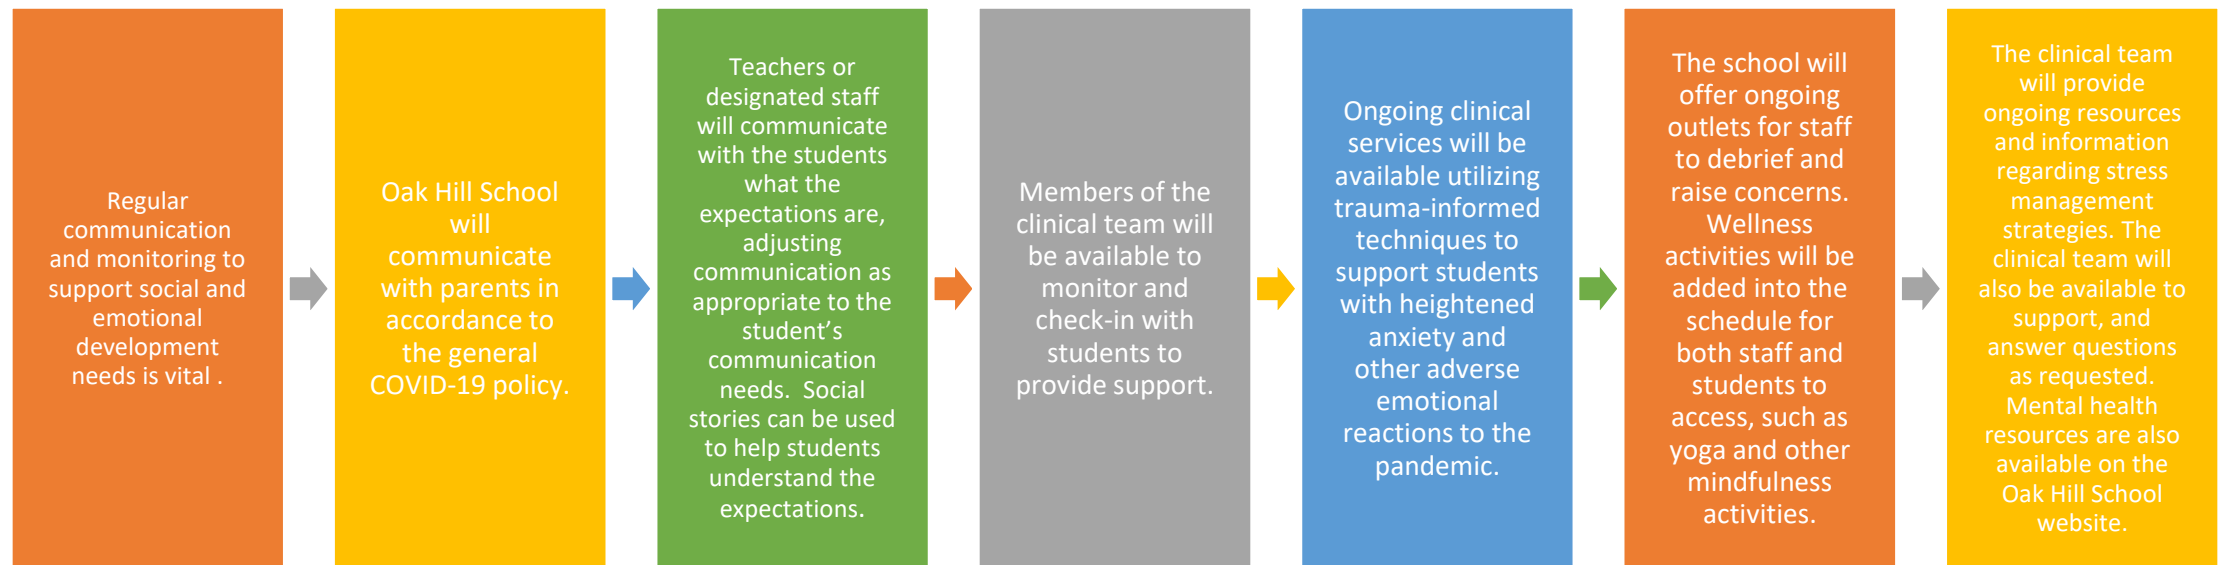 Regular
communication
and monitoring to
support social and
emotional
development
needs is vital .
Oak Hill School
will
communicate
with parents in
accordance to
the general
COVID-19 policy.
Teachers or
designated staff
will communicate
with the students
what the
expectations are,
adjusting
communication as
appropriate to the
student’s
communication
needs.  Social
stories can be used
to help students
understand the
expectations.
Members of the
clinical team will
be available to
monitor and
check-in with
students to
provide support.
Ongoing clinical
services will be
available utilizing
trauma-informed
techniques to
support students
with heightened
anxiety and
other adverse
emotional
reactions to the
pandemic.
The school will
offer ongoing
outlets for staff
to debrief and
raise concerns.
Wellness
activities will be
added into the
schedule for
both staff and
students to
access, such as
yoga and other
mindfulness
activities.
The clinical team
will provide
ongoing resources
and information
regarding stress
management
strategies. The
clinical team will
also be available to
support, and
answer questions
as requested.
Mental health
resources are also
available on the
Oak Hill School
website.